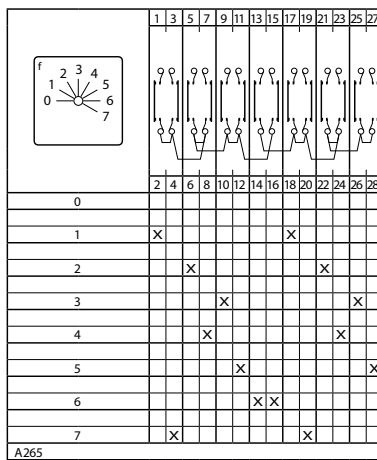 1 3 5 7 9 11 13 15 17 19 21 23 25 27
f
0 1 2 3 4 5 6 7
2 4 6 8 10 12 14 16 18 20 22 24 26 28
0
1 X X
2 X X
3 X X
4 X X
5 X X
6 X X
7 X X
A265